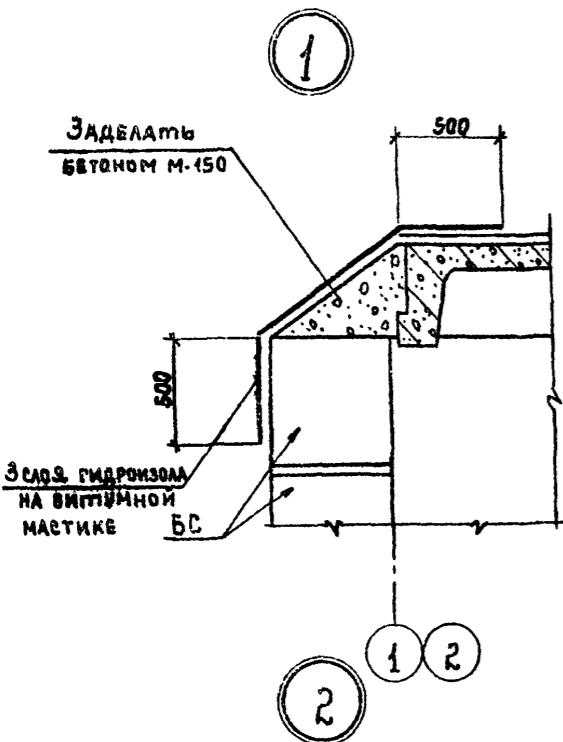 1
ЗАДЕЛАТЬ
БЕТОНОМ М-150
500
500
3 СЛОЯ ГИДРОИЗОЛА
НА БИТУМНОЙ
МАСТИКЕ
БС
1 2
2